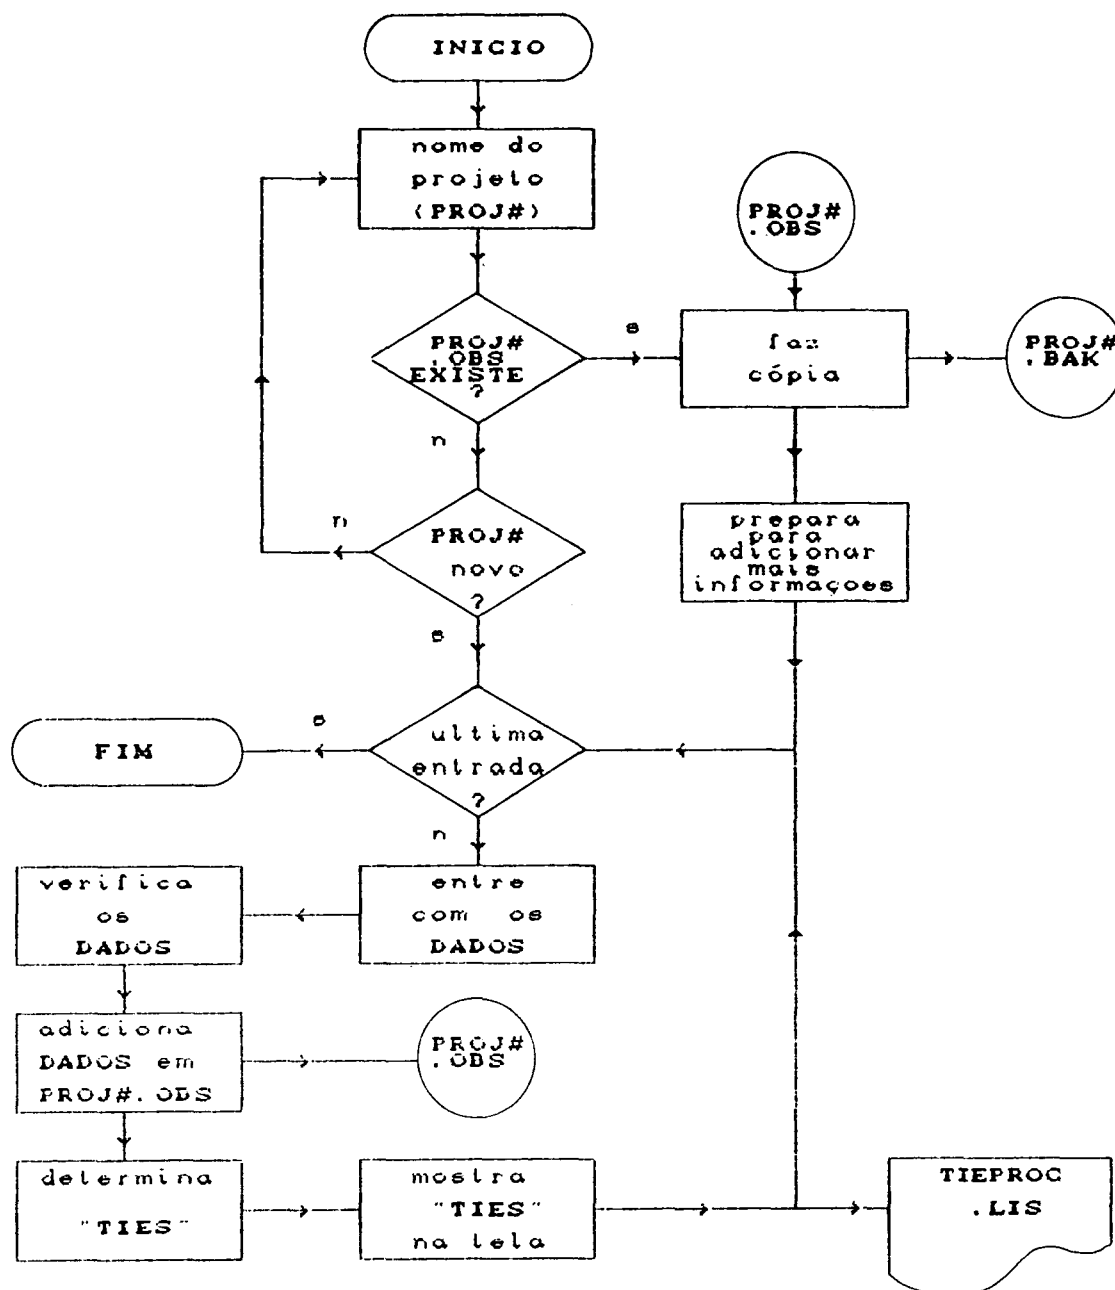 INICIO
nome do
projeto
(PROJ#)
PROJ#
.OBS
PROJ#
.OBS
EXISTE
?
s
faz
cópia
PROJ#
.BAK
n
n
PROJ#
novo
?
prepara
para
adicionar
mais
informaçoes
s
FIM
s
ultima
entrada
?
n
verifica
os
DADOS
entre
com os
DADOS
adiciona
DADOS em
PROJ#.OBS
PROJ#
.OBS
determina
"TIES"
mostra
"TIES"
na tela
TIEPROC
.LIS